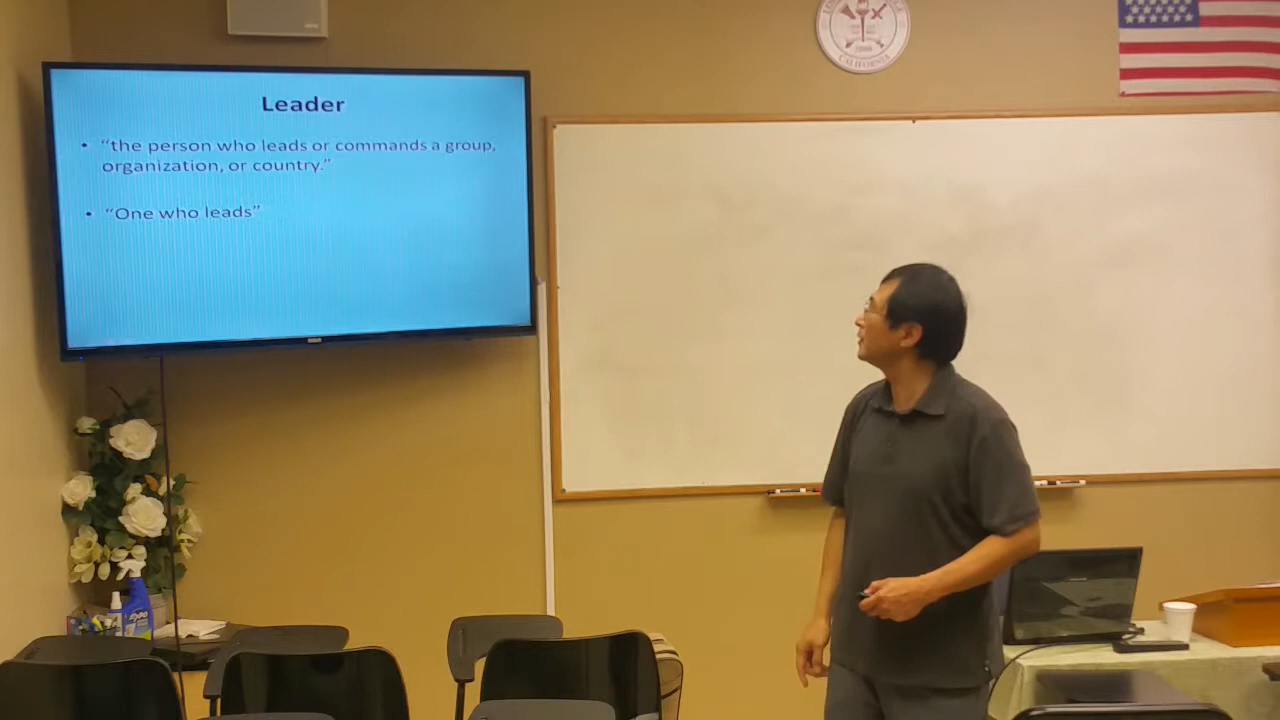 Leader
• “the person who leads or commands a group,
organization, or country.”
• “One who leads”
CALIFORNIA